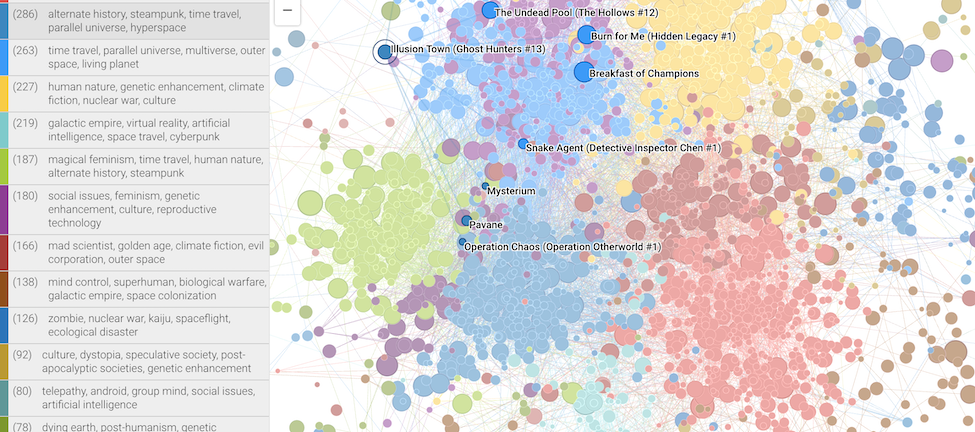 (286) alternate history, steampunk, time travel,
parallel universe, hyperspace
(263) time travel, parallel universe, multiverse, outer
space, living planet
(227) human nature, genetic enhancement, climate
fiction, nuclear war, culture
(219) galactic empire, virtual reality, artificial
intelligence, space travel, cyberpunk
(187) magical feminism, time travel, human nature,
alternate history, steampunk
(180) social issues, feminism, genetic
enhancement, culture, reproductive
technology
(166) mad scientist, golden age, climate fiction, evil
corporation, outer space
(138) mind control, superhuman, biological warfare,
galactic empire, space colonization
(126) zombie, nuclear war, kaiju, spaceflight,
ecological disaster
(92) culture, dystopia, speculative society, post-
apocalyptic societies, genetic enhancement
(80) telepathy, android, group mind, social issues,
artificial intelligence
(78) dying earth, post-humanism, genetic
The Undead Pool (The Hollows #12)
Burn for Me (Hidden Legacy #1)
Illusion Town (Ghost Hunters #13)
Breakfast of Champions
Snake Agent (Detective Inspector Chen #1)
Mysterium
Pavane
Operation Chaos (Operation Otherworld #1)